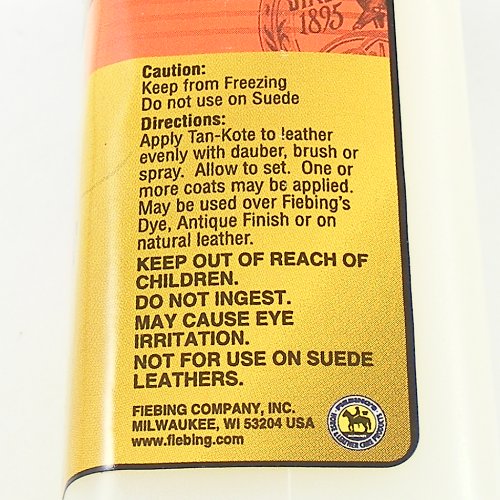 1895
Caution:
Keep from Freezing
Do not use on Suede
Directions:
Apply Tan-Kote to leather
evenly with dauber, brush or
spray. Allow to set. One or
more coats may be applied.
May be used over Fiebing's
Dye, Antique Finish or on
natural leather.
KEEP OUT OF REACH OF
CHILDREN.
DO NOT INGEST.
MAY CAUSE EYE
IRRITATION.
NOT FOR USE ON SUEDE
LEATHERS.
FIEBING COMPANY, INC.
MILWAUKEE, WI 53204 USA
www.fiebing.com